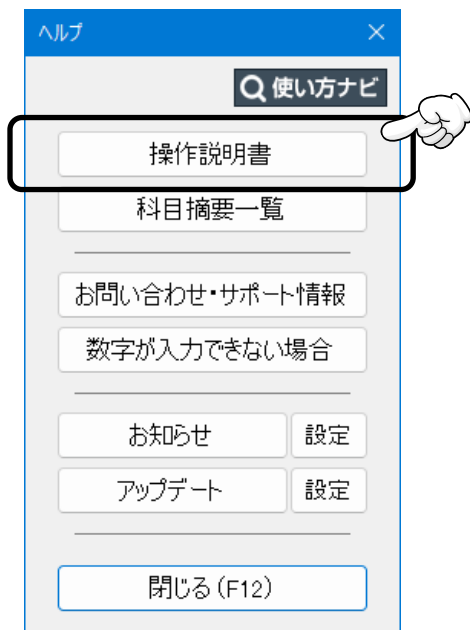 ヘルプ
使い方ナビ
操作説明書
科目摘要一覧
お問い合わせ・サポート情報
数字が入力できない場合
お知らせ 設定
アップデート 設定
閉じる(F12)